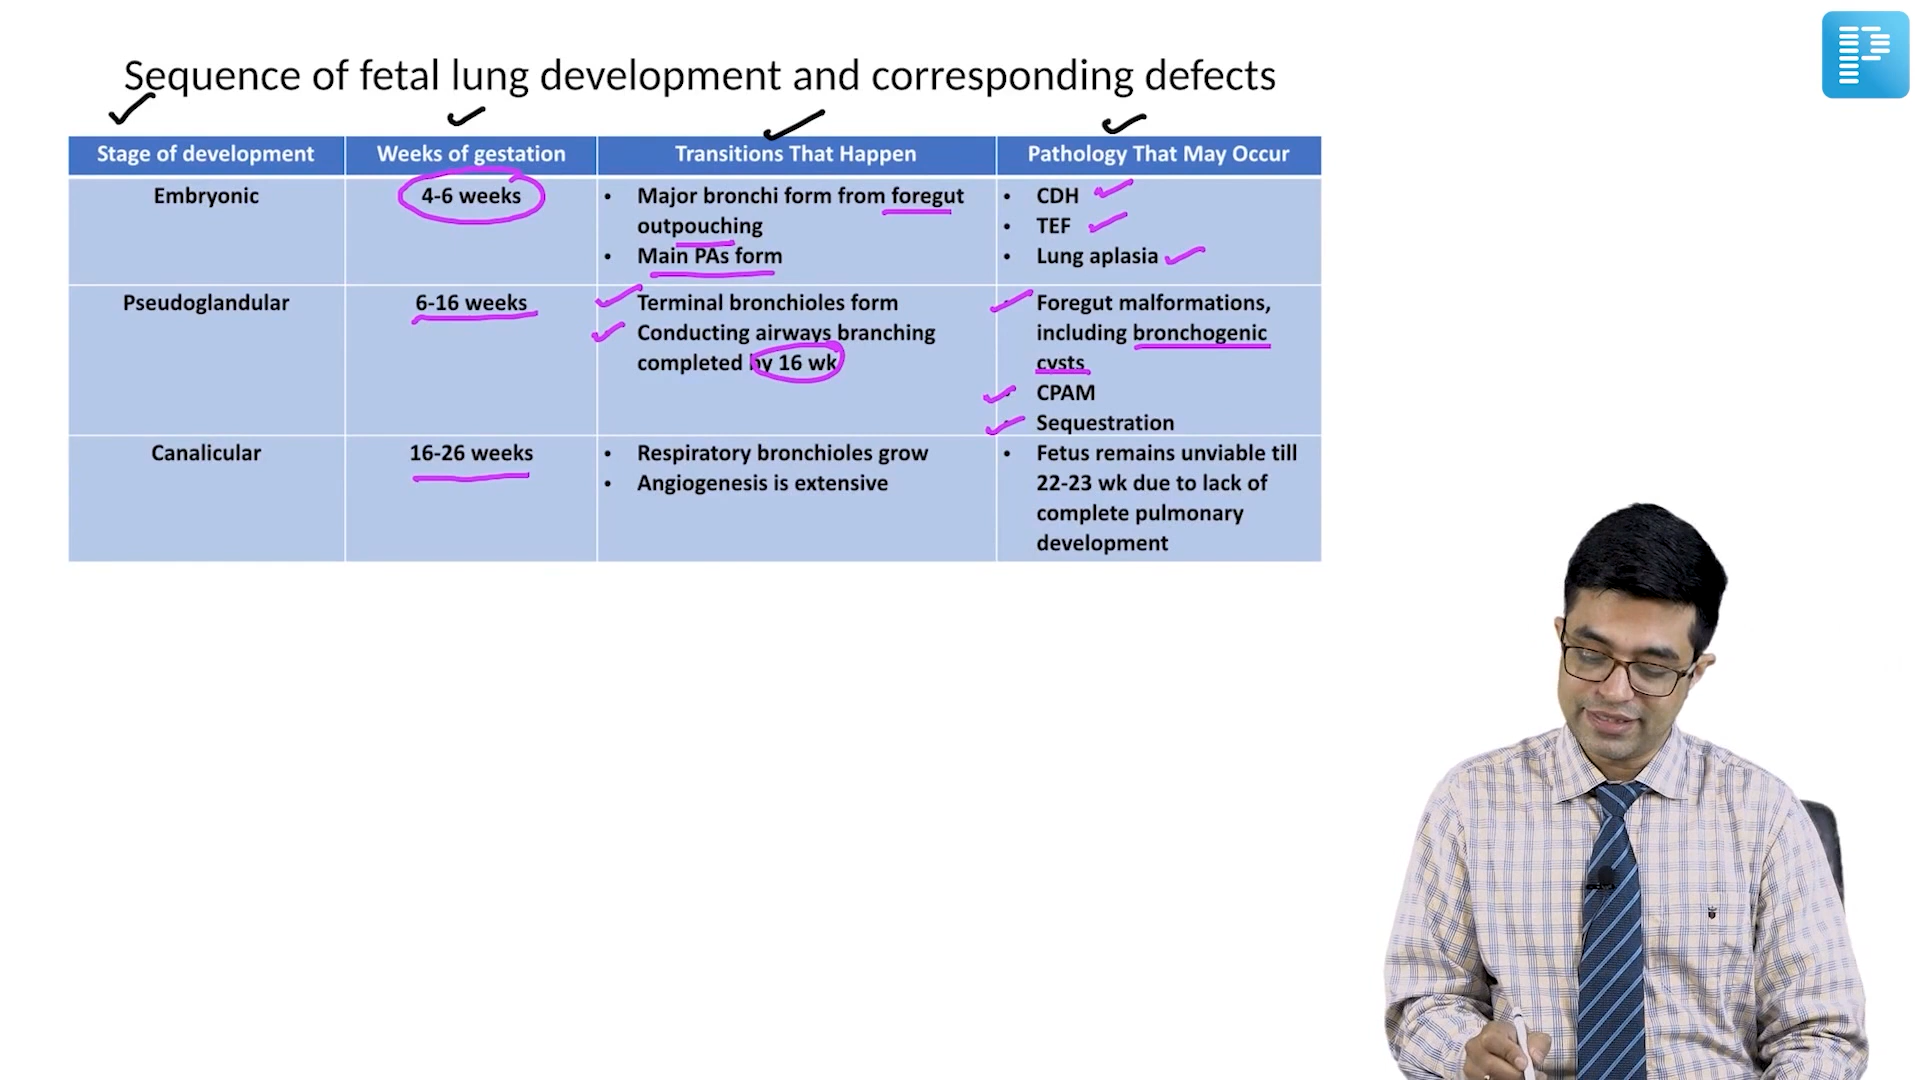 Sequence of fetal lung development and corresponding defects
Stage of development
Weeks of gestation
Transitions That Happen
Pathology That May Occur
Embryonic
4-6 weeks
• Major bronchi form from foregut
outpouching
• Main PAs form
• CDH
• TEF
• Lung aplasia
Pseudoglandular
6-16 weeks
Terminal bronchioles form
Conducting airways branching
completed by 16 wk
Foregut malformations,
including bronchogenic
cysts
CPAM
Sequestration
Canalicular
16-26 weeks
• Respiratory bronchioles grow
• Angiogenesis is extensive
• Fetus remains unviable till
22-23 wk due to lack of
complete pulmonary
development